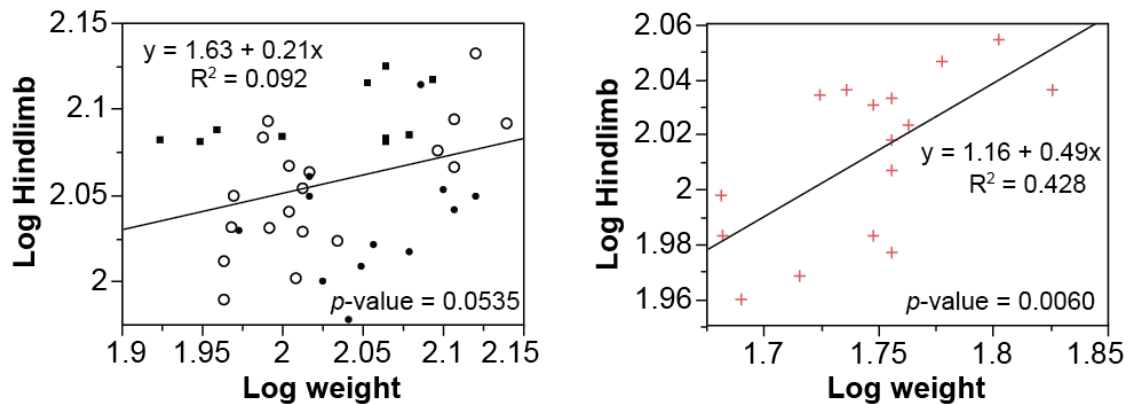 Log Hindlimb
2.15
2.1
2.05
2
y = 1.63 + 0.21x
R² = 0.092
p-value = 0.0535
1.9 1.95 2 2.05 2.1 2.15
Log weight
Log Hindlimb
2.06
2.04
2.02
2
1.98
1.96
y = 1.16 + 0.49x
R² = 0.428
p-value = 0.0060
1.7 1.75 1.8 1.85
Log weight